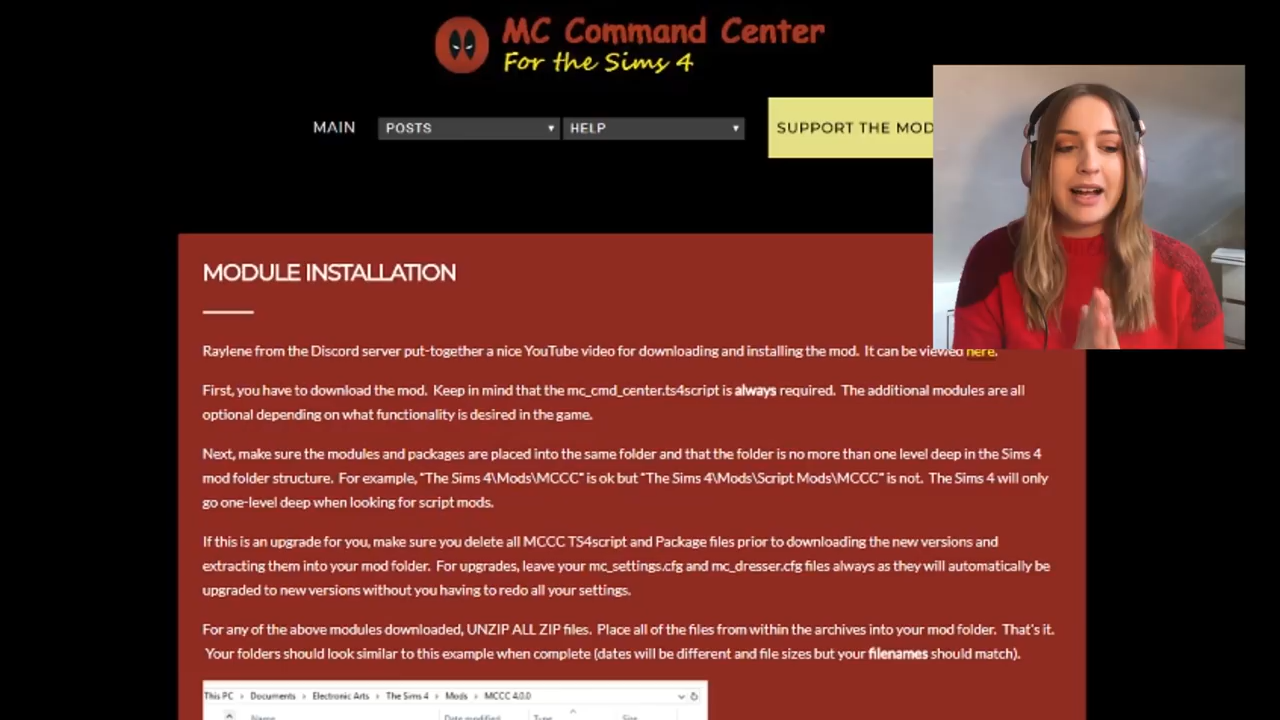 MC Command Center
For the Sims 4
MAIN
POSTS
HELP
SUPPORT THE MOD
MODULE INSTALLATION
Raylene from the Discord server put-together a nice YouTube video for downloading and installing the mod. It can be viewed here.
First, you have to download the mod. Keep in mind that the mc_cmd_center.ts4script is always required. The additional modules are all
optional depending on what functionality is desired in the game.
Next, make sure the modules and packages are placed into the same folder and that the folder is no more than one level deep in the Sims 4
mod folder structure. For example, "The Sims 4\Mods\MCCC" is ok but "The Sims 4\Mods\Script Mods\MCCC" is not. The Sims 4 will only
go one-level deep when looking for script mods.
If this is an upgrade for you, make sure you delete all MCCC TS4script and Package files prior to downloading the new versions and
extracting them into your mod folder. For upgrades, leave your mc_settings.cfg and mc_dresser.cfg files always as they will automatically be
upgraded to new versions without you having to redo all your settings.
For any of the above modules downloaded, UNZIP ALL ZIP files. Place all of the files from within the archives into your mod folder. That's it.
Your folders should look similar to this example when complete (dates will be different and file sizes but your filenames should match).
This PC > Documents > Electronic Arts > The Sims 4 > Mods > MCCC 4.0.0
Name Date modified Type Size